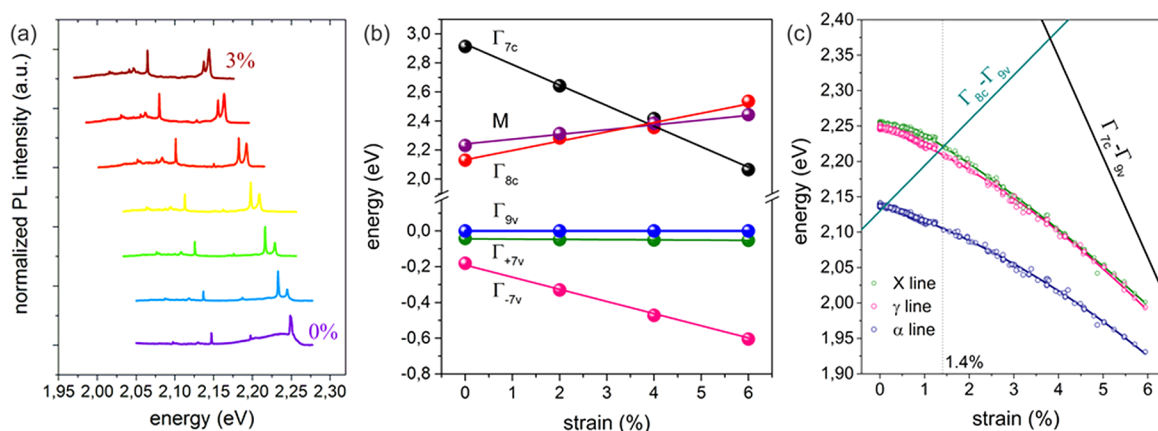 (a)
normalized PL intensity (a.u.)
3%
0%
1,95 2,00 2,05 2,10 2,15 2,20 2,25 2,30
energy (eV)
(b)
energy (eV)
3,0
2,8
2,6
2,4
2,2
2,0
0,0
-0,2
-0,4
-0,6
-0,8
Γ7c
M
Γ8c
Γ9v
Γ+7v
Γ-7v
0 1 2 3 4 5 6
strain (%)
(c)
energy (eV)
2,40
2,35
2,30
2,25
2,20
2,15
2,10
2,05
2,00
1,95
1,90
Γ8c-Γ9v
Γ7c-Γ9v
X line
γ line
α line
1.4%
0 1 2 3 4 5 6
strain (%)